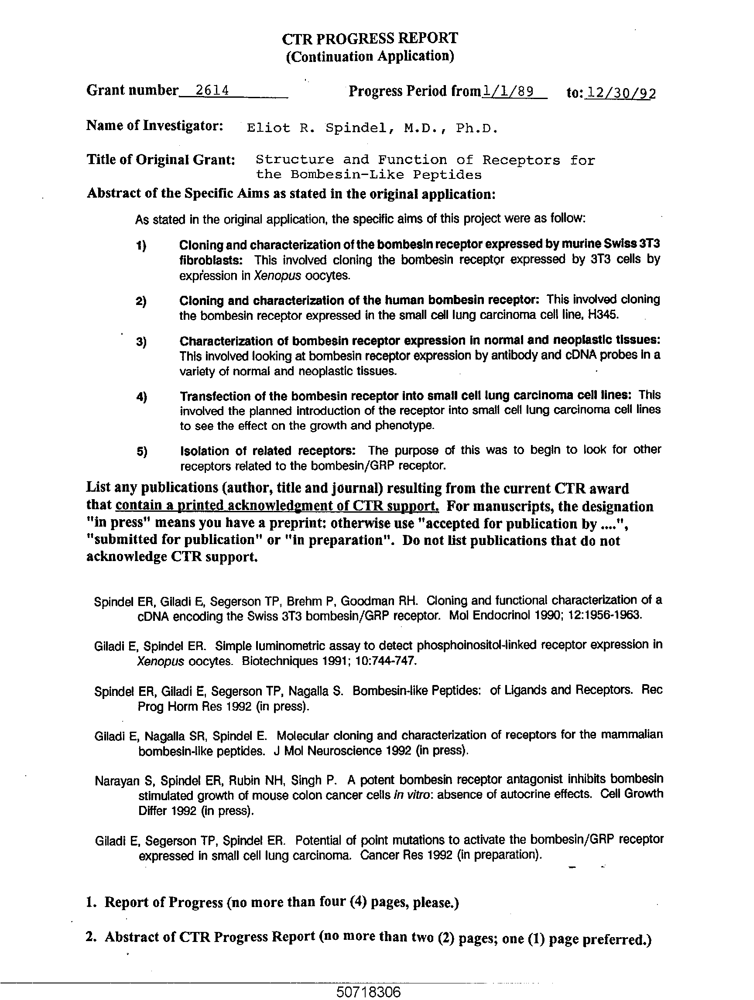 CTR PROGRESS REPORT
(Continuation Application)
Grant number 2614 Progress Period from 1/1/89 to: 12/30/92
Name of Investigator: Eliot R. Spindel, M.D., Ph.D.
Title of Original Grant: Structure and Function of Receptors for
the Bombesin-Like Peptides
Abstract of the Specific Aims as stated in the original application:
As stated in the original application, the specific aims of this project were as follow:
1) Cloning and characterization of the bombesin receptor expressed by murine Swiss 3T3
fibroblasts: This involved cloning the bombesin receptor expressed by 3T3 cells by
expression in Xenopus oocytes.
2) Cloning and characterization of the human bombesin receptor: This involved cloning
the bombesin receptor expressed in the small cell lung carcinoma cell line, H345.
3) Characterization of bombesin receptor expression in normal and neoplastic tissues:
This involved looking at bombesin receptor expression by antibody and cDNA probes in a
variety of normal and neoplastic tissues.
4) Transfection of the bombesin receptor into small cell lung carcinoma cell lines: This
involved the planned introduction of the receptor into small cell lung carcinoma cell lines
to see the effect on the growth and phenotype.
5) Isolation of related receptors: The purpose of this was to begin to look for other
receptors related to the bombesin/GRP receptor.
List any publications (author, title and journal) resulting from the current CTR award
that contain a printed acknowledgment of CTR support. For manuscripts, the designation
"in press" means you have a preprint: otherwise use "accepted for publication by ....",
"submitted for publication" or "in preparation". Do not list publications that do not
acknowledge CTR support.
Spindel ER, Giladi E, Segerson TP, Brehm P, Goodman RH. Cloning and functional characterization of a
cDNA encoding the Swiss 3T3 bombesin/GRP receptor. Mol Endocrinol 1990; 12:1956-1963.
Giladi E, Spindel ER. Simple luminometric assay to detect phosphoinositol-linked receptor expression in
Xenopus oocytes. Biotechniques 1991; 10:744-747.
Spindel ER, Giladi E, Segerson TP, Nagalla S. Bombesin-like Peptides: of Ligands and Receptors. Rec
Prog Horm Res 1992 (in press).
Giladi E, Nagalla SR, Spindel E. Molecular cloning and characterization of receptors for the mammalian
bombesin-like peptides. J Mol Neuroscience 1992 (in press).
Narayan S, Spindel ER, Rubin NH, Singh P. A potent bombesin receptor antagonist inhibits bombesin
stimulated growth of mouse colon cancer cells in vitro: absence of autocrine effects. Cell Growth
Differ 1992 (in press).
Giladi E, Segerson TP, Spindel ER. Potential of point mutations to activate the bombesin/GRP receptor
expressed in small cell lung carcinoma. Cancer Res 1992 (in preparation).
1. Report of Progress (no more than four (4) pages, please.)
2. Abstract of CTR Progress Report (no more than two (2) pages; one (1) page preferred.)
50718306